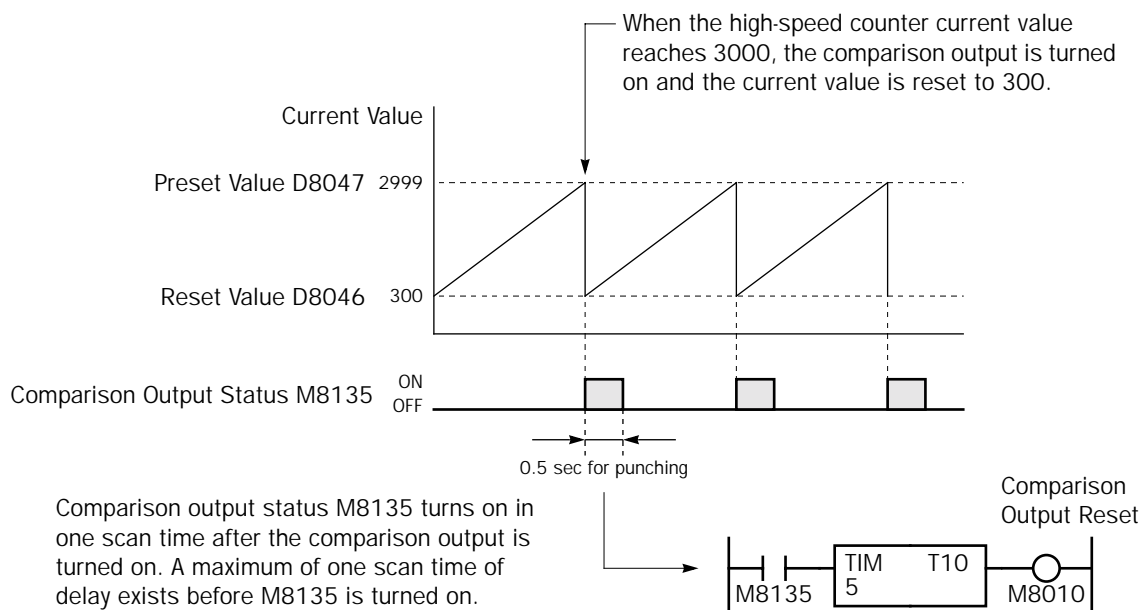 When the high-speed counter current value
reaches 3000, the comparison output is turned
on and the current value is reset to 300.
Current Value
Preset Value D8047 2999
Reset Value D8046 300
Comparison Output Status M8135
ON
OFF
0.5 sec for punching
Comparison output status M8135 turns on in
one scan time after the comparison output is
turned on. A maximum of one scan time of
delay exists before M8135 is turned on.
Comparison
Output Reset
TIM T10
5
M8135
M8010